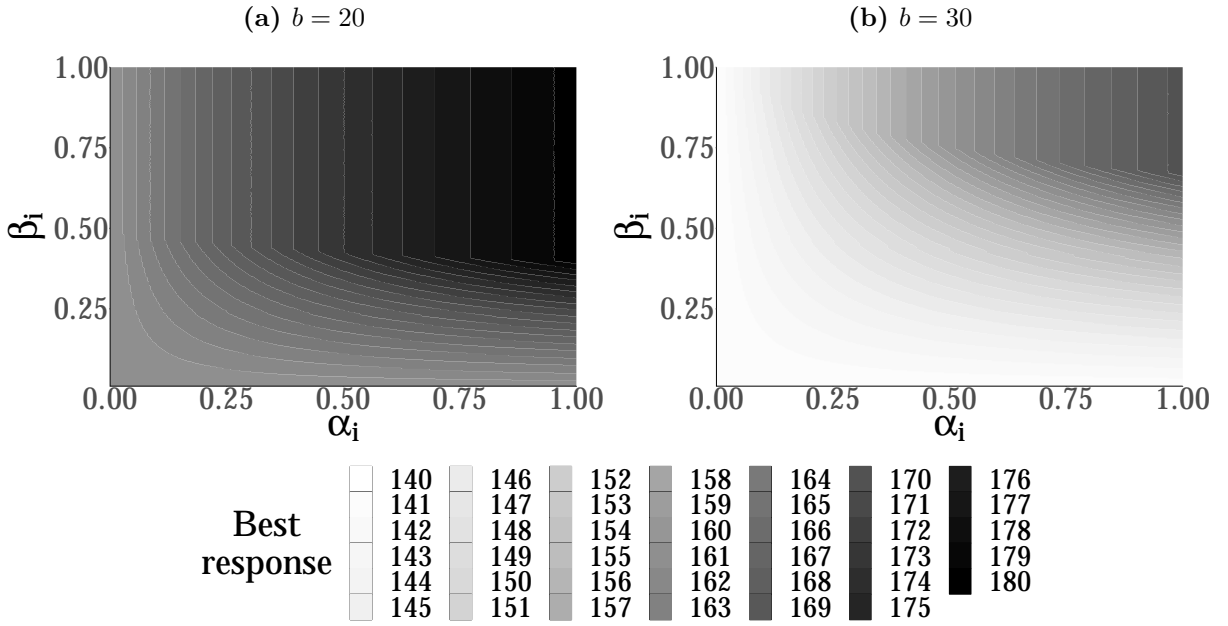 (a) b = 20
(b) b = 30
1.00
0.75
0.50
0.25
βi
0.00 0.25 0.50 0.75 1.00
αi
1.00
0.75
0.50
0.25
βi
0.00 0.25 0.50 0.75 1.00
αi
Best
response
140 146 152 158 164 170 176
141 147 153 159 165 171 177
142 148 154 160 166 172 178
143 149 155 161 167 173 179
144 150 156 162 168 174 180
145 151 157 163 169 175